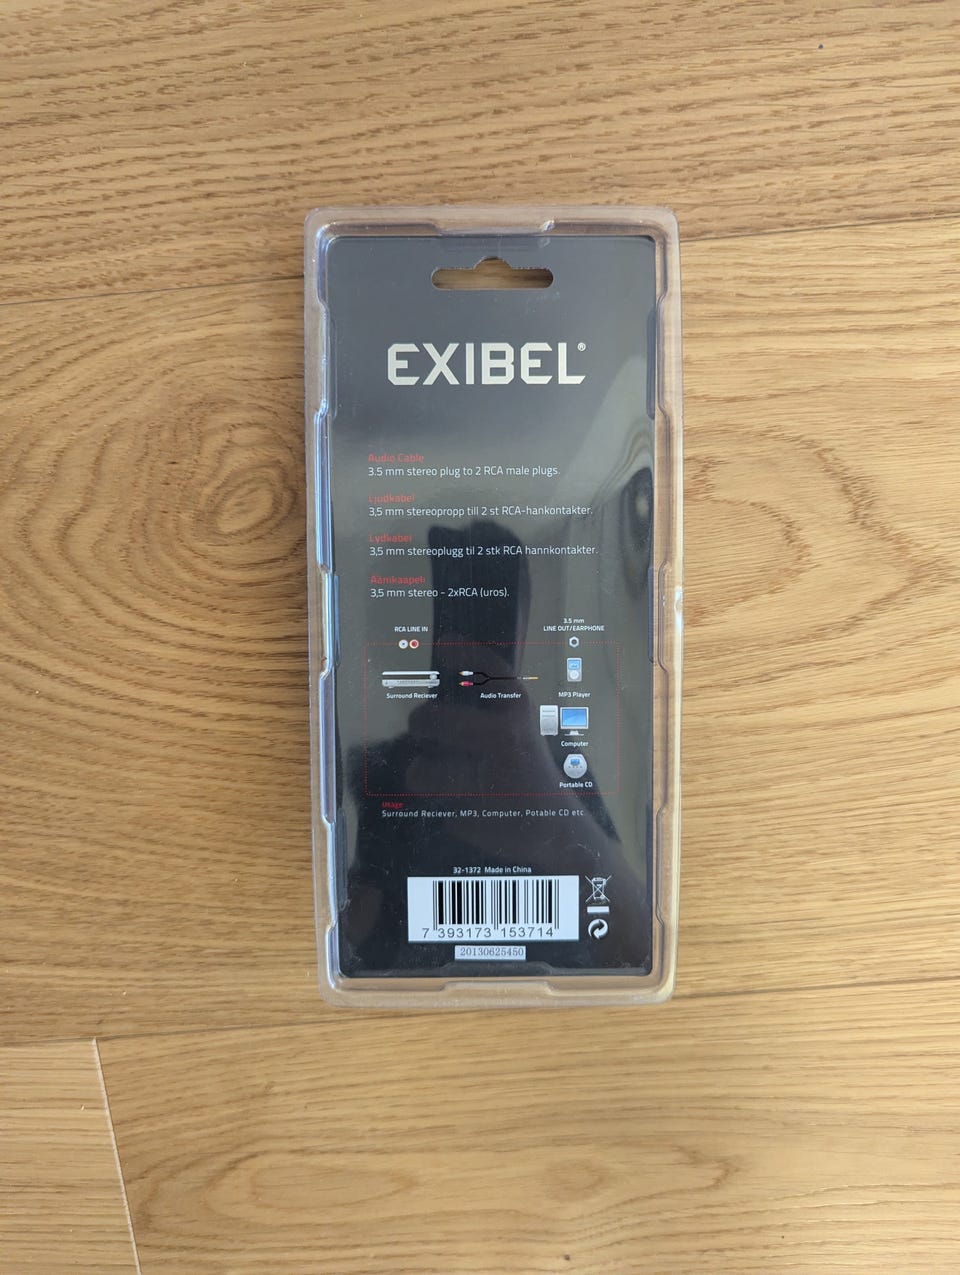 EXIBEL®
Audio Cable
3.5 mm stereo plug to 2 RCA male plugs.
Ljudkabel
3,5 mm stereopropp till 2 st RCA-hankontakter.
Lydkabel
3,5 mm stereoplugg til 2 stk RCA hannkontakter.
Äänikaapeli
3,5 mm stereo - 2xRCA (uros).
RCA LINE IN
3.5 mm
LINE OUT/EARPHONE
Surround Reciever
Audio Transfer
MP3 Player
Computer
Portable CD
Usage
Surround Reciever, MP3, Computer, Potable CD etc.
32-1372 Made in China
7 393173 153714
20130625450